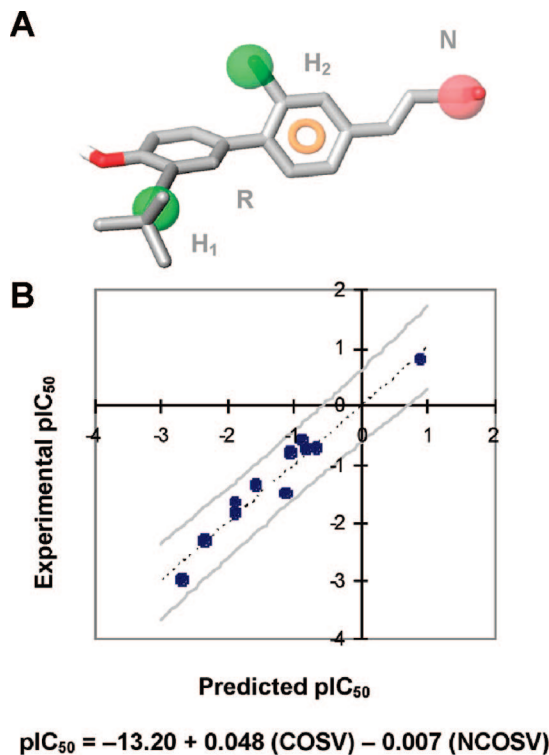 A
N
H₂
R
H₁
B
2
1
0
-4 -3 -2 -1 0 1 2
-1
-2
-3
-4
Experimental pIC₅₀
Predicted pIC₅₀
pIC₅₀ = –13.20 + 0.048 (COSV) – 0.007 (NCOSV)